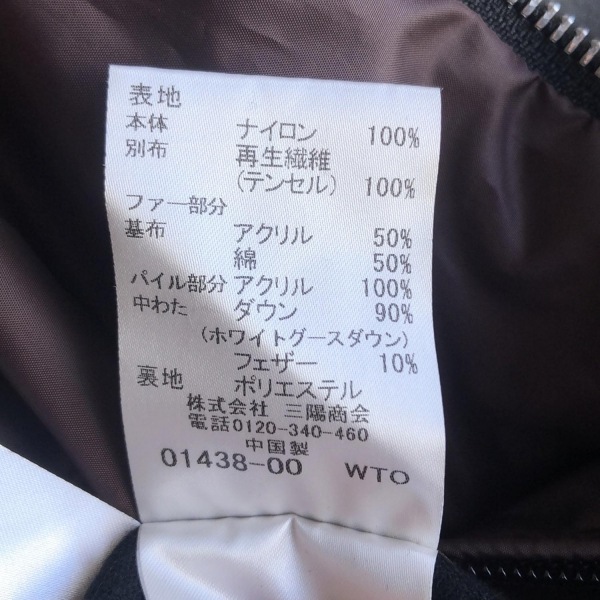 表地
本体 ナイロン 100%
別布 再生繊維
(テンセル) 100%
ファー部分
基布 アクリル 50%
綿 50%
パイル部分 アクリル 100%
中わた ダウン 90%
(ホワイトグースダウン)
フェザー 10%
裏地 ポリエステル
株式会社 三陽商会
電話0120-340-460
中国製
01438-00 WTO